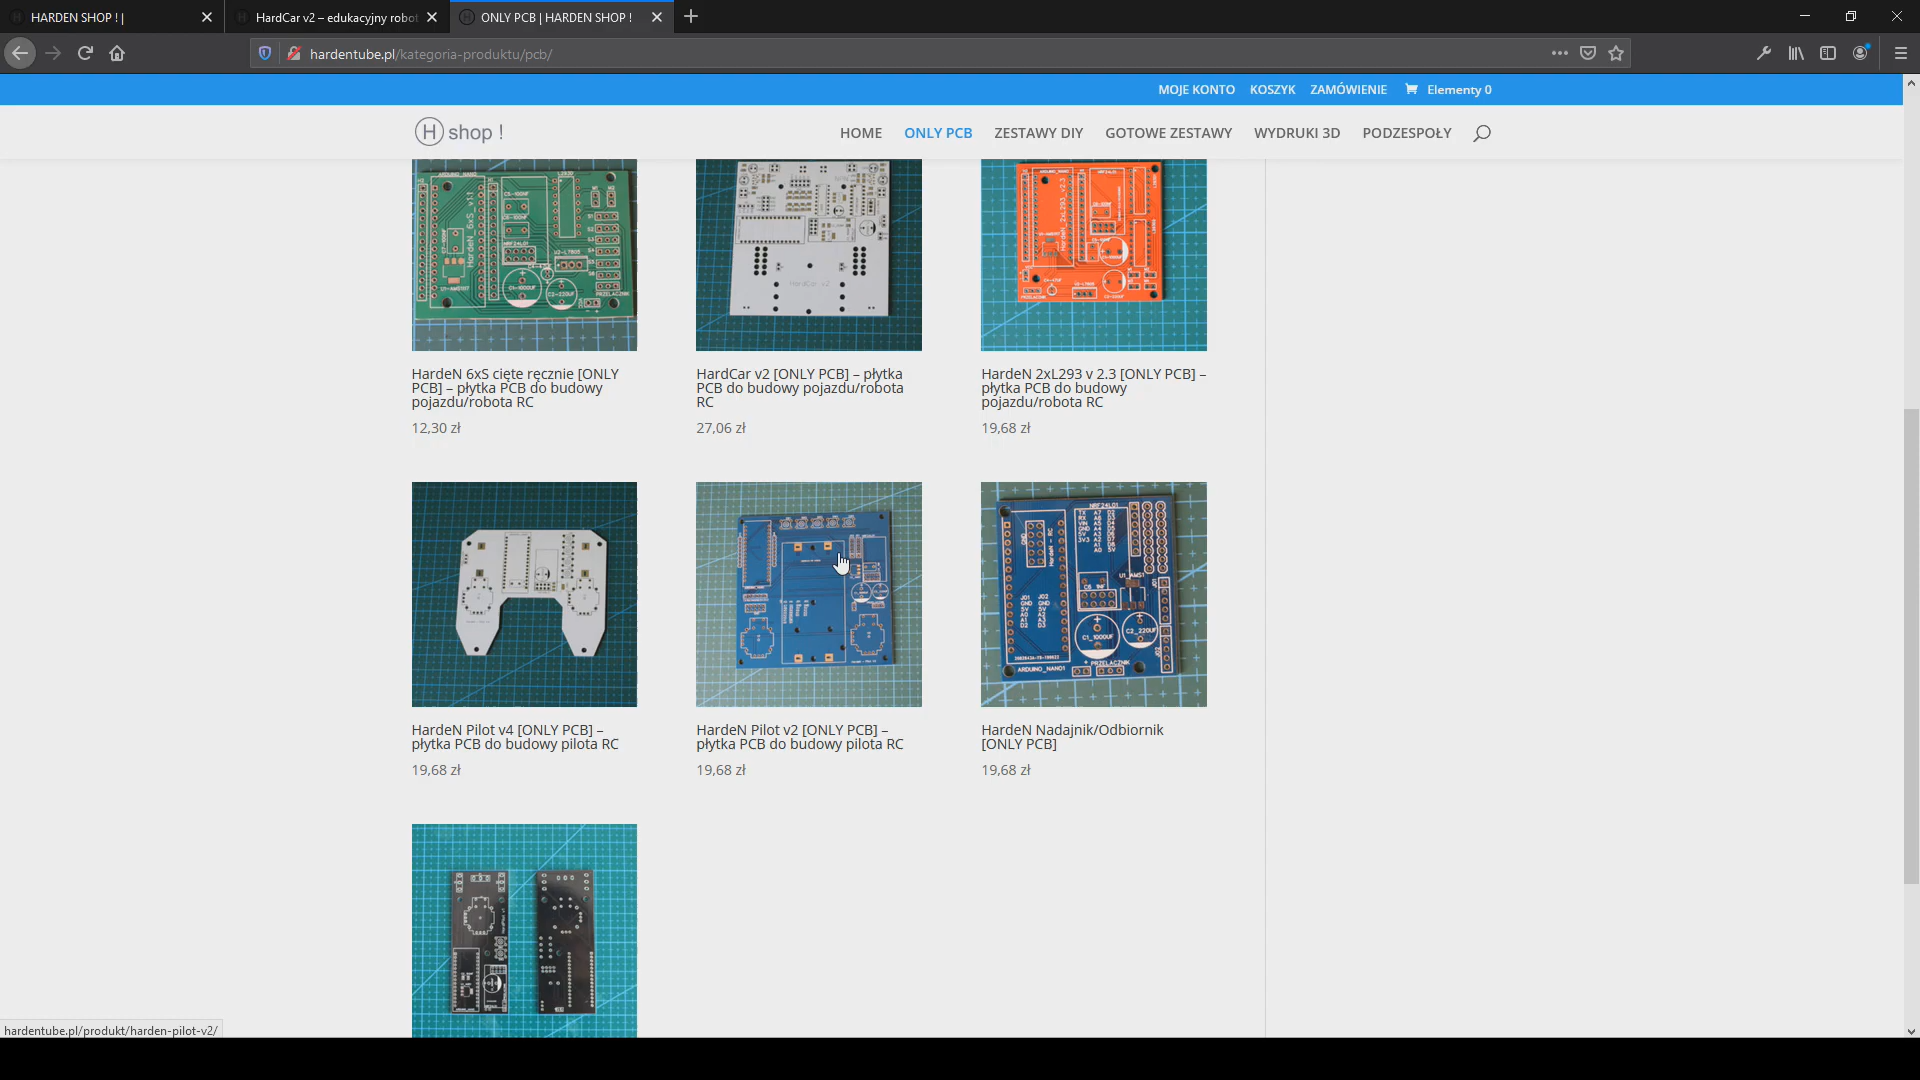 HARDEN SHOP ! |
HardCar v2 – edukacyjny robot
ONLY PCB | HARDEN SHOP !
hardentube.pl/kategoria-produktu/pcb/
MOJE KONTO
KOSZYK
ZAMÓWIENIE
Elementy 0
H shop !
HOME
ONLY PCB
ZESTAWY DIY
GOTOWE ZESTAWY
WYDRUKI 3D
PODZESPOŁY
HardeN 6xS cięte ręcznie [ONLY
PCB] – płytka PCB do budowy
pojazdu/robota RC
12,30 zł
HardCar v2 [ONLY PCB] – płytka
PCB do budowy pojazdu/robota
RC
27,06 zł
HardeN 2xL293 v 2.3 [ONLY PCB] –
płytka PCB do budowy
pojazdu/robota RC
19,68 zł
HardeN Pilot v4 [ONLY PCB] –
płytka PCB do budowy pilota RC
19,68 zł
HardeN Pilot v2 [ONLY PCB] –
płytka PCB do budowy pilota RC
19,68 zł
NRF24L01
U1_AMS1
C1_1000UF
C2_220UF
ARDUINO_NANO1
PRZELACZNIK
HardeN Nadajnik/Odbiornik
[ONLY PCB]
19,68 zł
hardentube.pl/produkt/harden-pilot-v2/